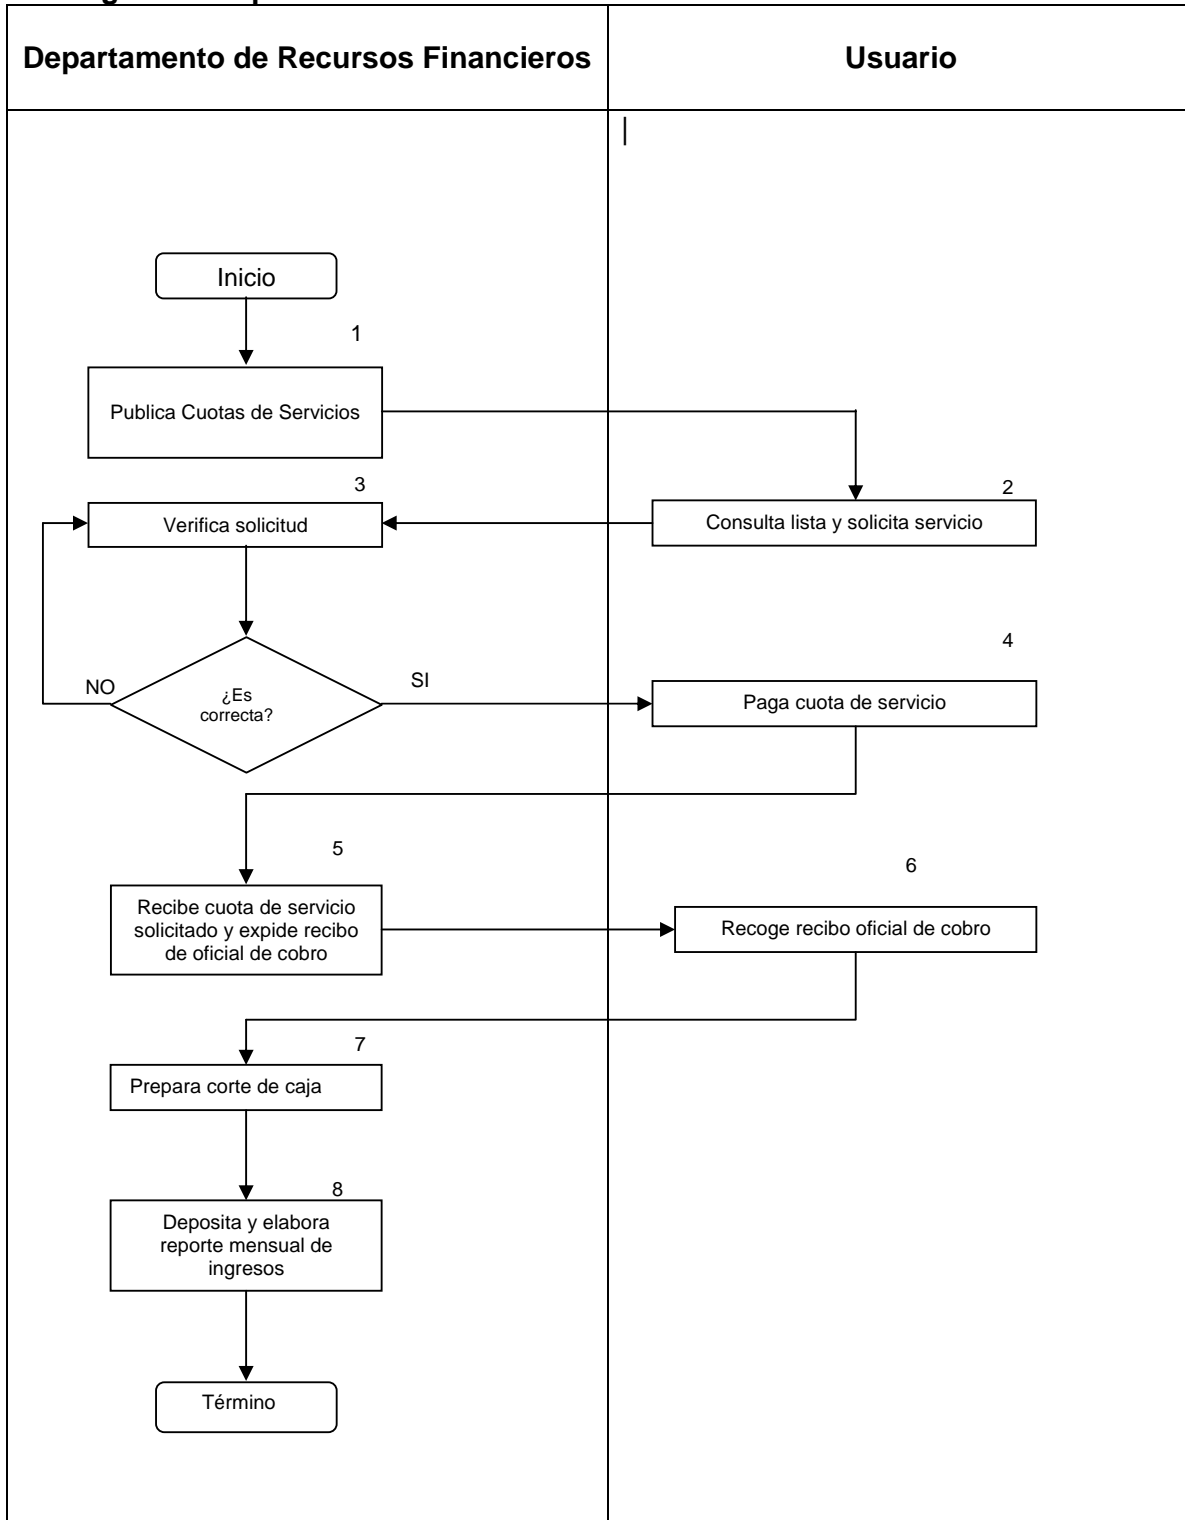 Departamento de Recursos Financieros
Usuario
Inicio
1
Publica Cuotas de Servicios
3
2
Verifica solicitud
Consulta lista y solicita servicio
4
NO
¿Es
correcta?
SI
Paga cuota de servicio
5
6
Recibe cuota de servicio
solicitado y expide recibo
de oficial de cobro
Recoge recibo oficial de cobro
7
Prepara corte de caja
8
Deposita y elabora
reporte mensual de
ingresos
Término